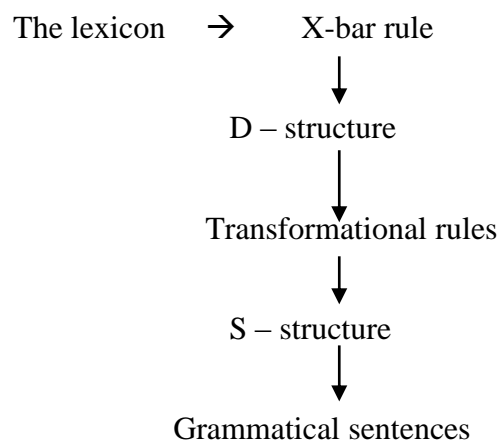 The lexicon → X-bar rule
D – structure
Transformational rules
S – structure
Grammatical sentences